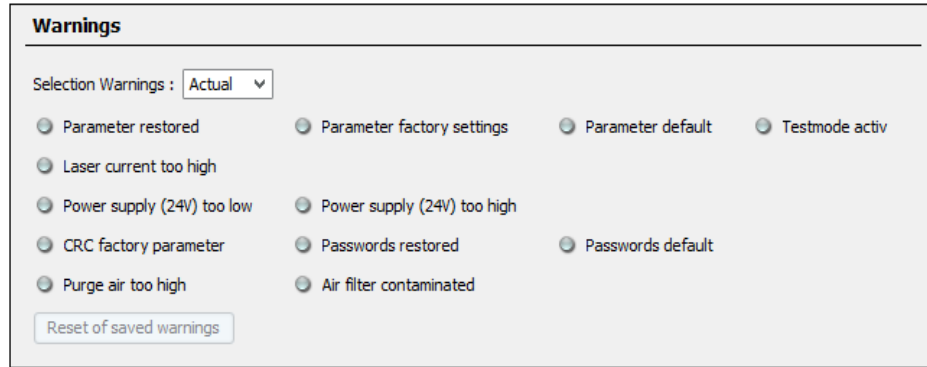 Warnings
Selection Warnings : Actual
Parameter restored Parameter factory settings Parameter default Testmode activ
Laser current too high
Power supply (24V) too low Power supply (24V) too high
CRC factory parameter Passwords restored Passwords default
Purge air too high Air filter contaminated
Reset of saved warnings